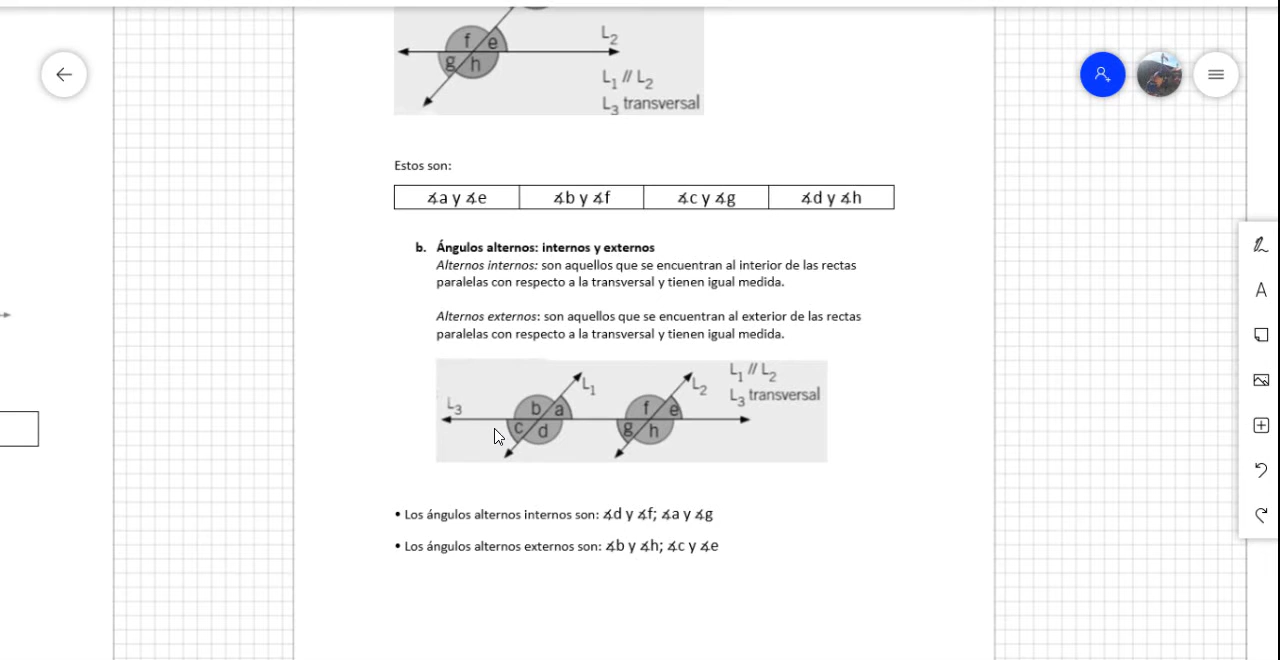 f e
g h
L₂
L₁ // L₂
L₃ transversal
Estos son:
∡a y ∡e ∡b y ∡f ∡c y ∡g ∡d y ∡h
b. Ángulos alternos: internos y externos
Alternos internos: son aquellos que se encuentran al interior de las rectas
paralelas con respecto a la transversal y tienen igual medida.
Alternos externos: son aquellos que se encuentran al exterior de las rectas
paralelas con respecto a la transversal y tienen igual medida.
L₃ L₁ L₂ L₁ // L₂
L₃ transversal
b a f e
c d g h
• Los ángulos alternos internos son: ∡d y ∡f; ∡a y ∡g
• Los ángulos alternos externos son: ∡b y ∡h; ∡c y ∡e
A